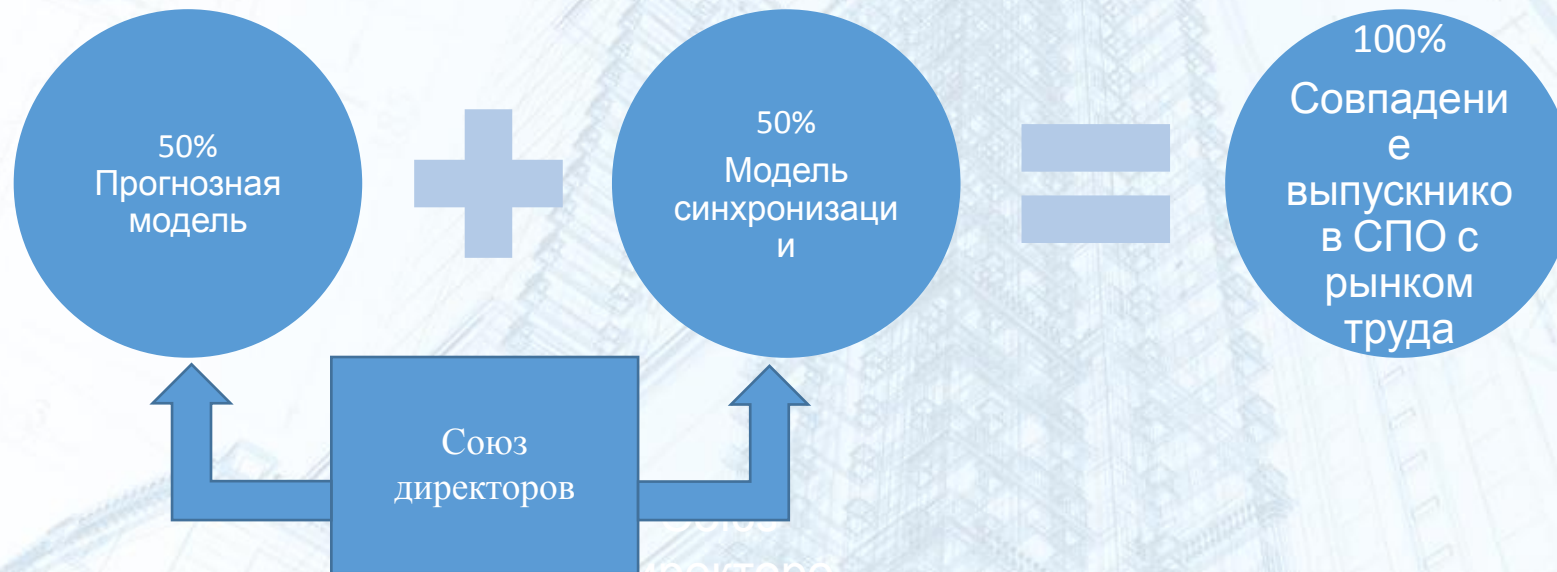 50%
Прогнозная
модель
50%
Модель
синхронизаци
и
100%
Совпадени
е
выпускнико
в СПО с
рынком
труда
Союз
директоров